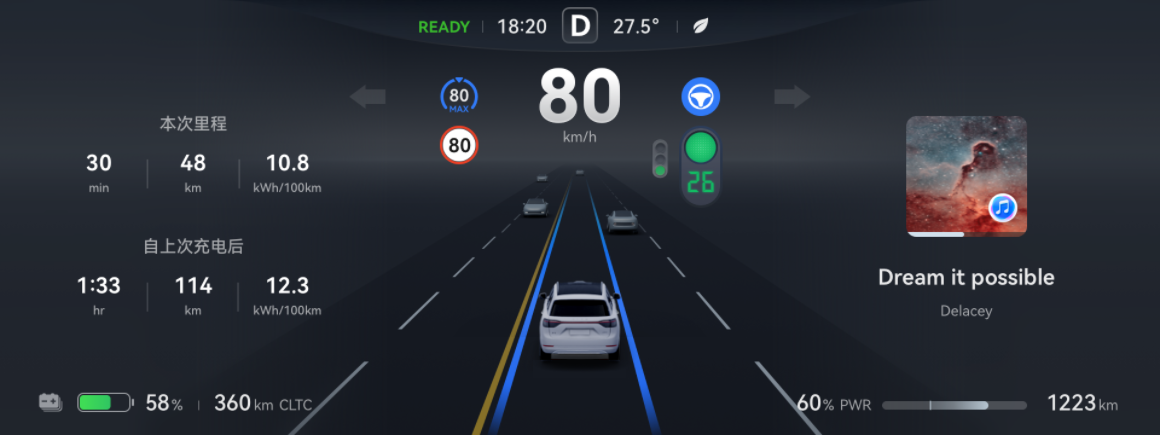 READY 18:20 D 27.5°
80 MAX
80
km/h
80
26
本次里程
30 48 10.8
min km kWh/100km
自上次充电后
1:33 114 12.3
hr km kWh/100km
Dream it possible
Delacey
58% 360 km CLTC
60% PWR 1223 km